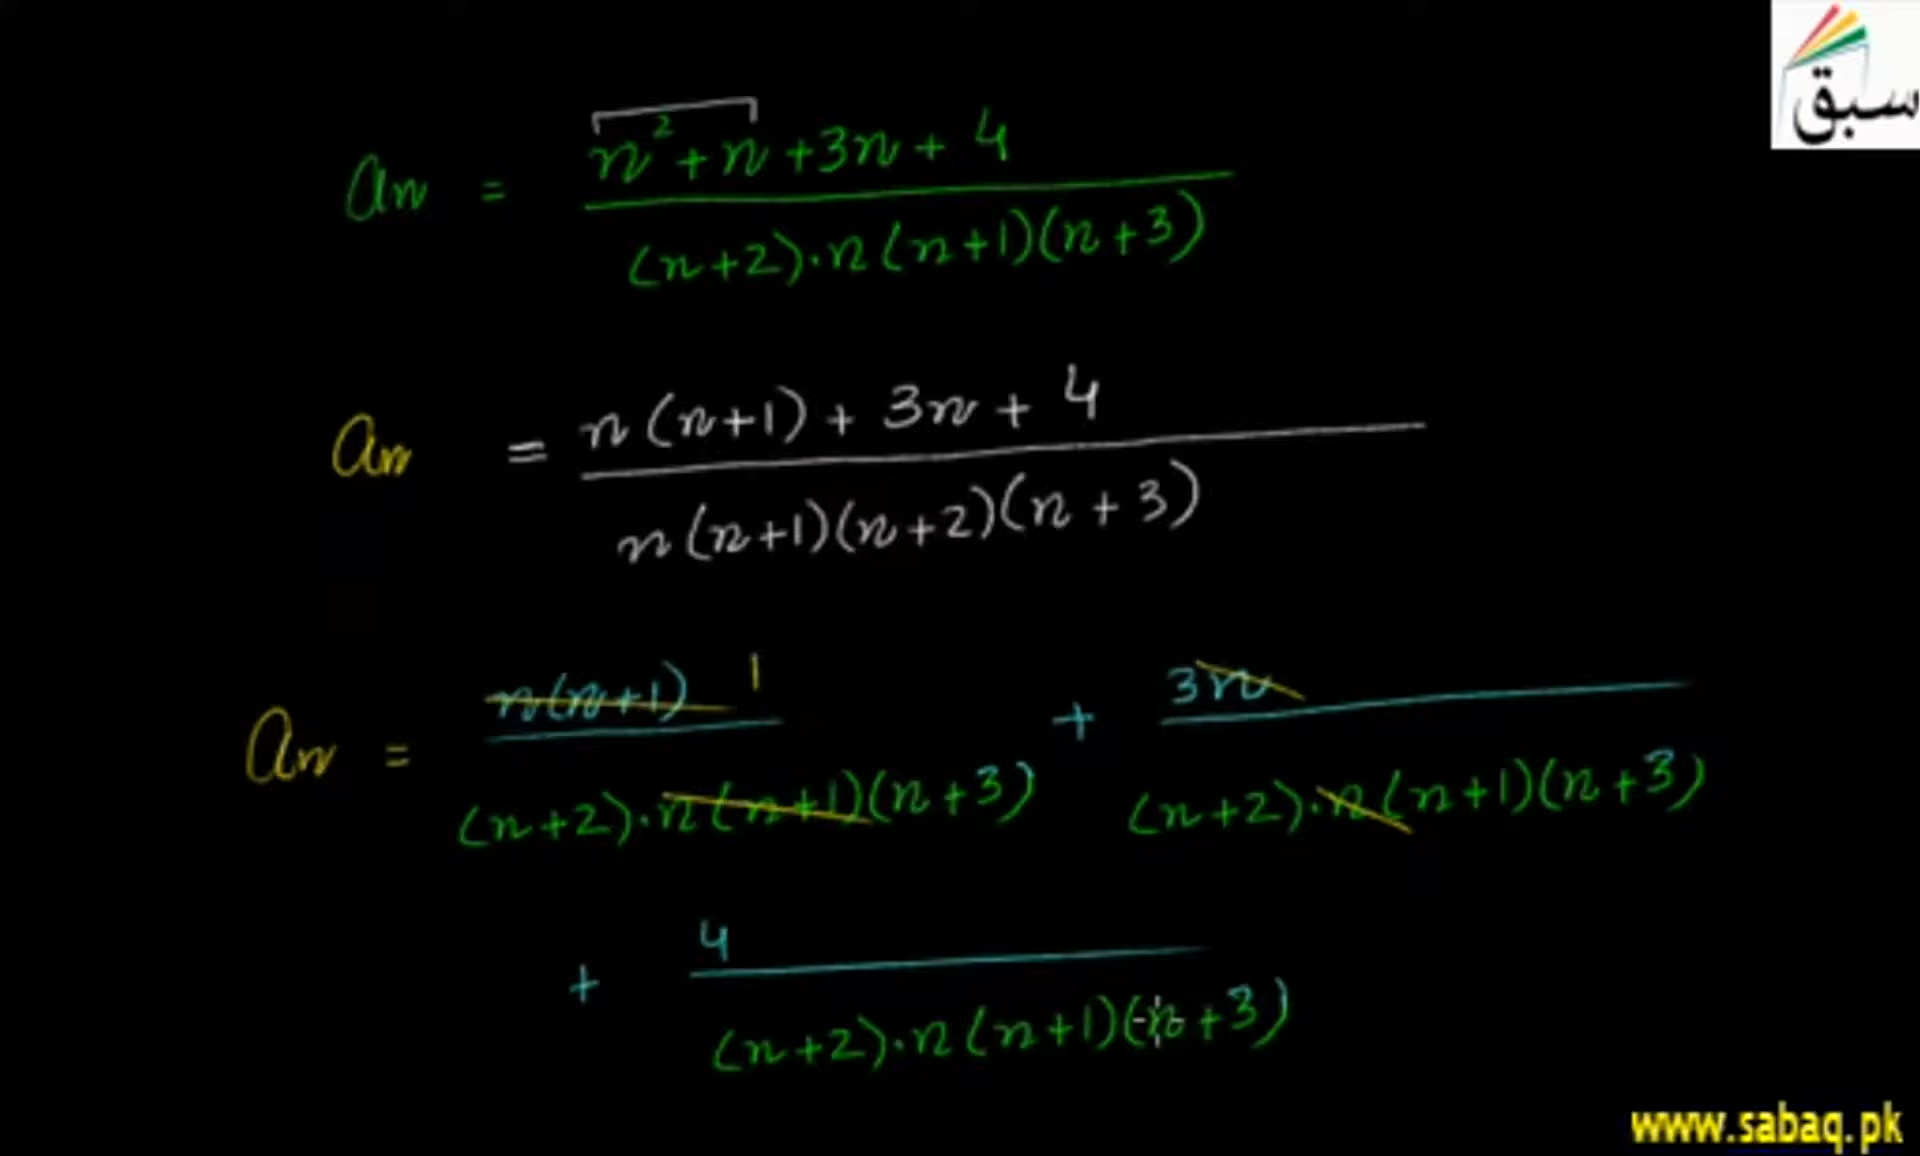 سبق
an = n² + n + 3n + 4 / (n+2)·n(n+1)(n+3)
an = n(n+1) + 3n + 4 / n(n+1)(n+2)(n+3)
an = n(n+1) 1 / (n+2)·n(n+1)(n+3) + 3n / (n+2)·n(n+1)(n+3)
+ 4 / (n+2)·n(n+1)(n+3)
www.sabaq.pk